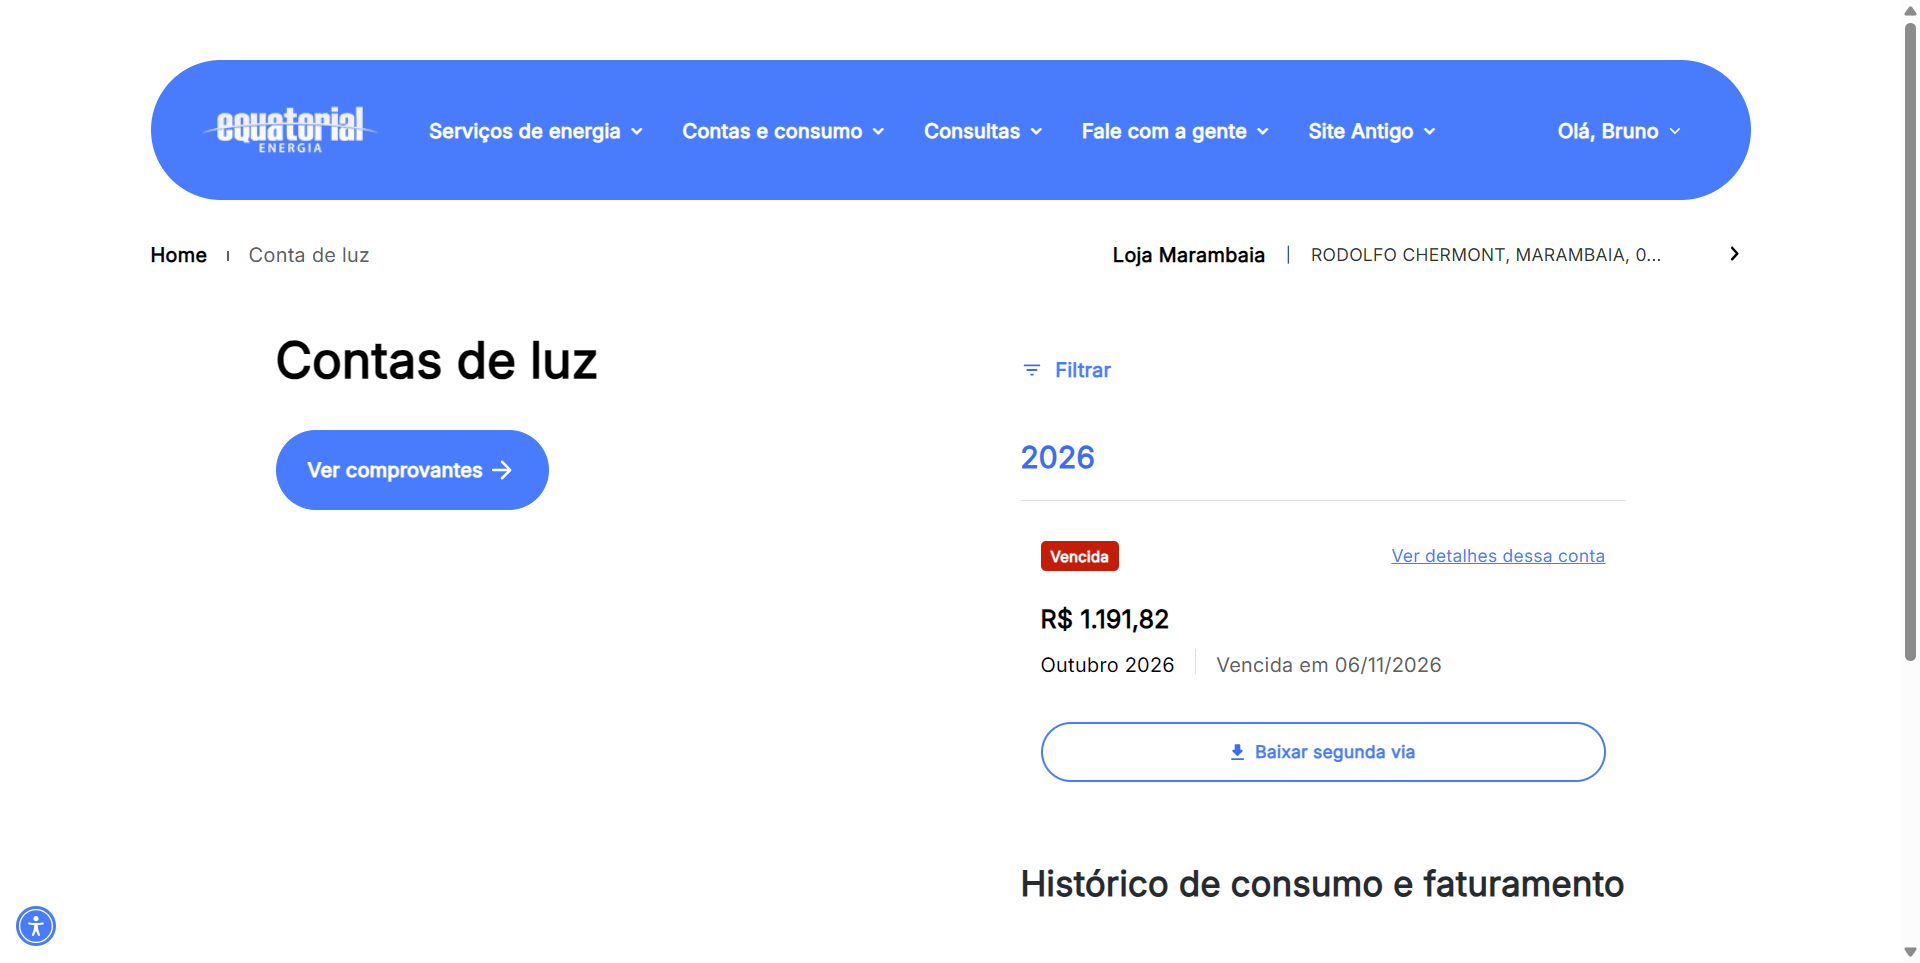 equatorial
ENERGIA
Serviços de energia
Contas e consumo
Consultas
Fale com a gente
Site Antigo
Olá, Bruno
Home
Conta de luz
Loja Marambaia
RODOLFO CHERMONT, MARAMBAIA, 0...
Contas de luz
Ver comprovantes
Filtrar
2026
Vencida
Ver detalhes dessa conta
R$ 1.191,82
Outubro 2026
Vencida em 06/11/2026
Baixar segunda via
Histórico de consumo e faturamento